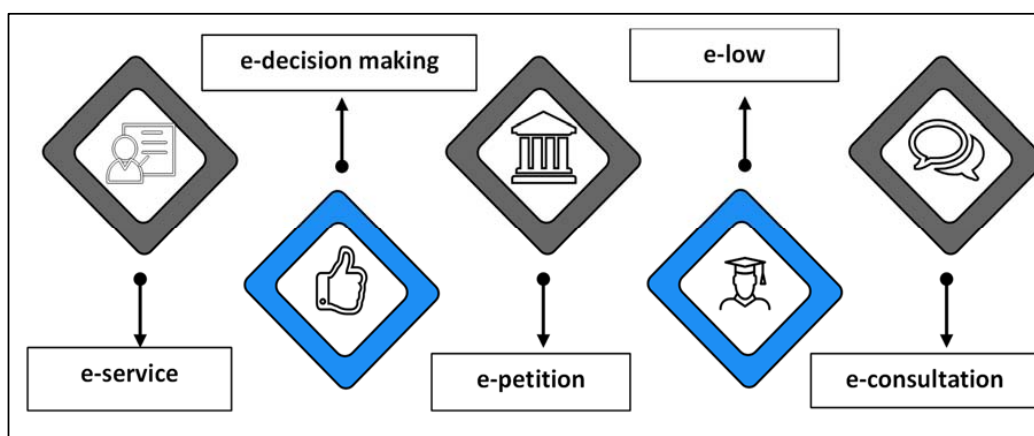 e-decision making
e-low
e-service
e-petition
e-consultation